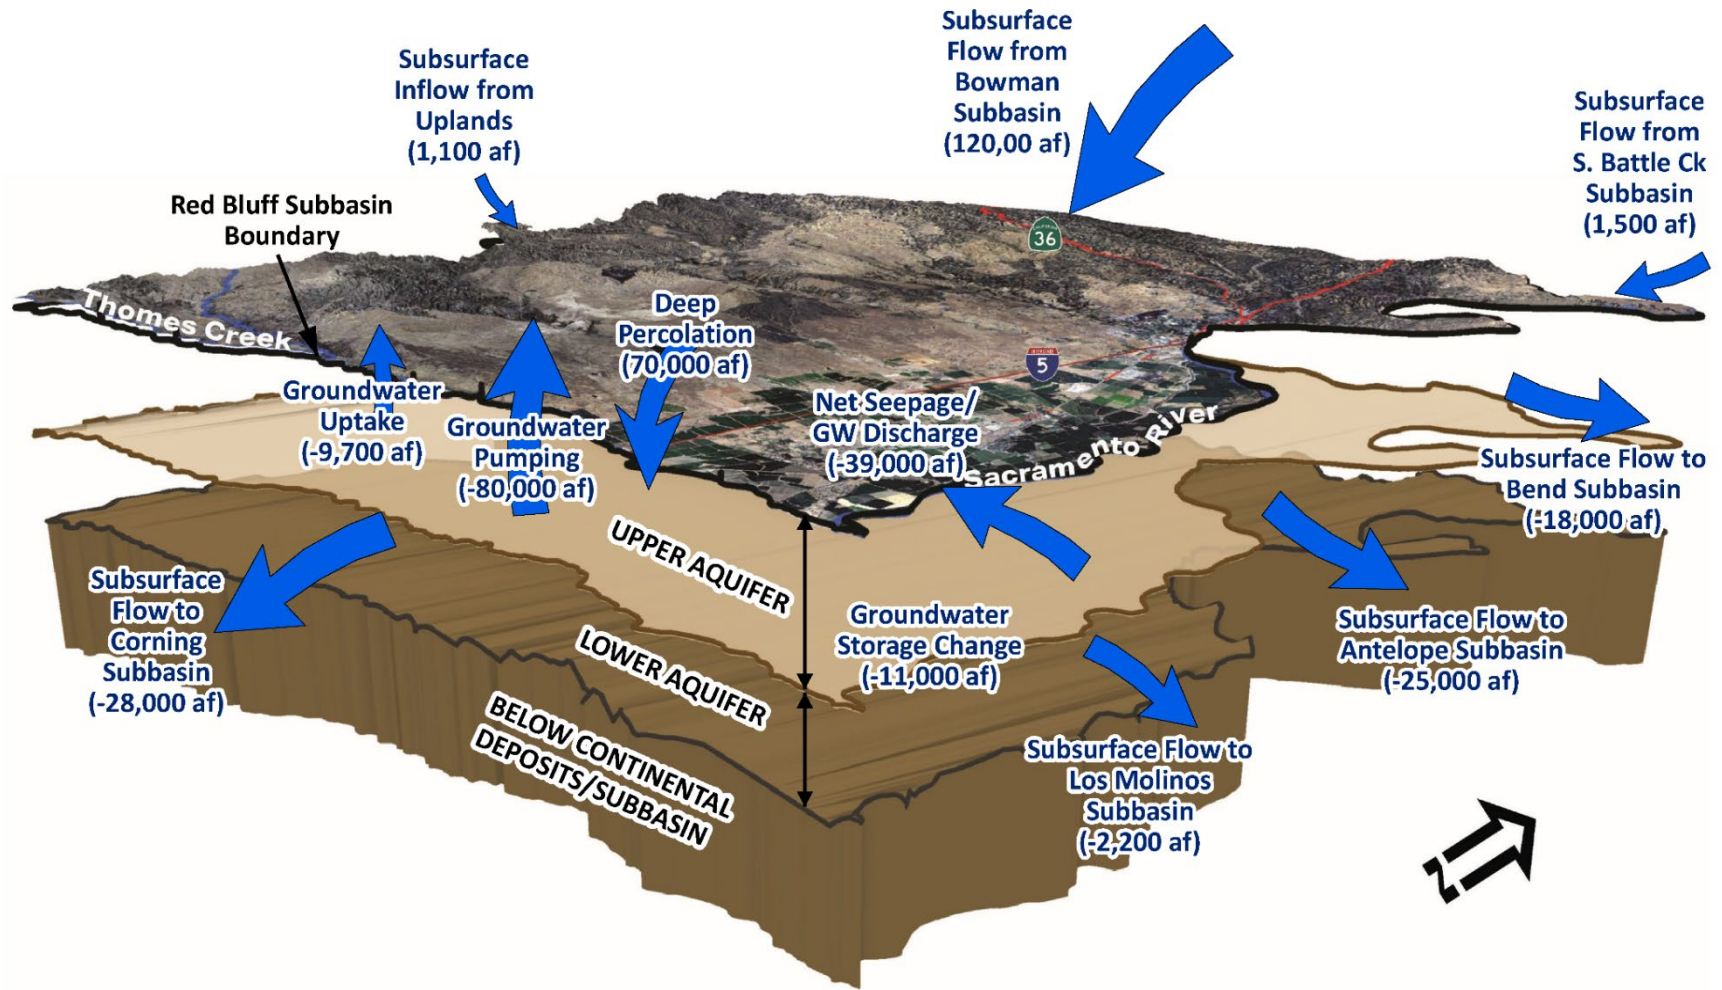 Subsurface
Flow from
Bowman
Subbasin
(120,00 af)
Subsurface
Inflow from
Uplands
(1,100 af)
Subsurface
Flow from
S. Battle Ck
Subbasin
(1,500 af)
Red Bluff Subbasin
Boundary
36
Thomes Creek
Deep
Percolation
(70,000 af)
5
Groundwater
Uptake
(-9,700 af)
Groundwater
Pumping
(-80,000 af)
Net Seepage/
GW Discharge
(-39,000 af)
Sacramento River
Subsurface Flow to
Bend Subbasin
(-18,000 af)
UPPER AQUIFER
Subsurface
Flow to
Corning
Subbasin
(-28,000 af)
Groundwater
Storage Change
(-11,000 af)
Subsurface Flow to
Antelope Subbasin
(-25,000 af)
LOWER AQUIFER
BELOW CONTINENTAL
DEPOSITS/SUBBASIN
Subsurface Flow to
Los Molinos
Subbasin
(-2,200 af)
N